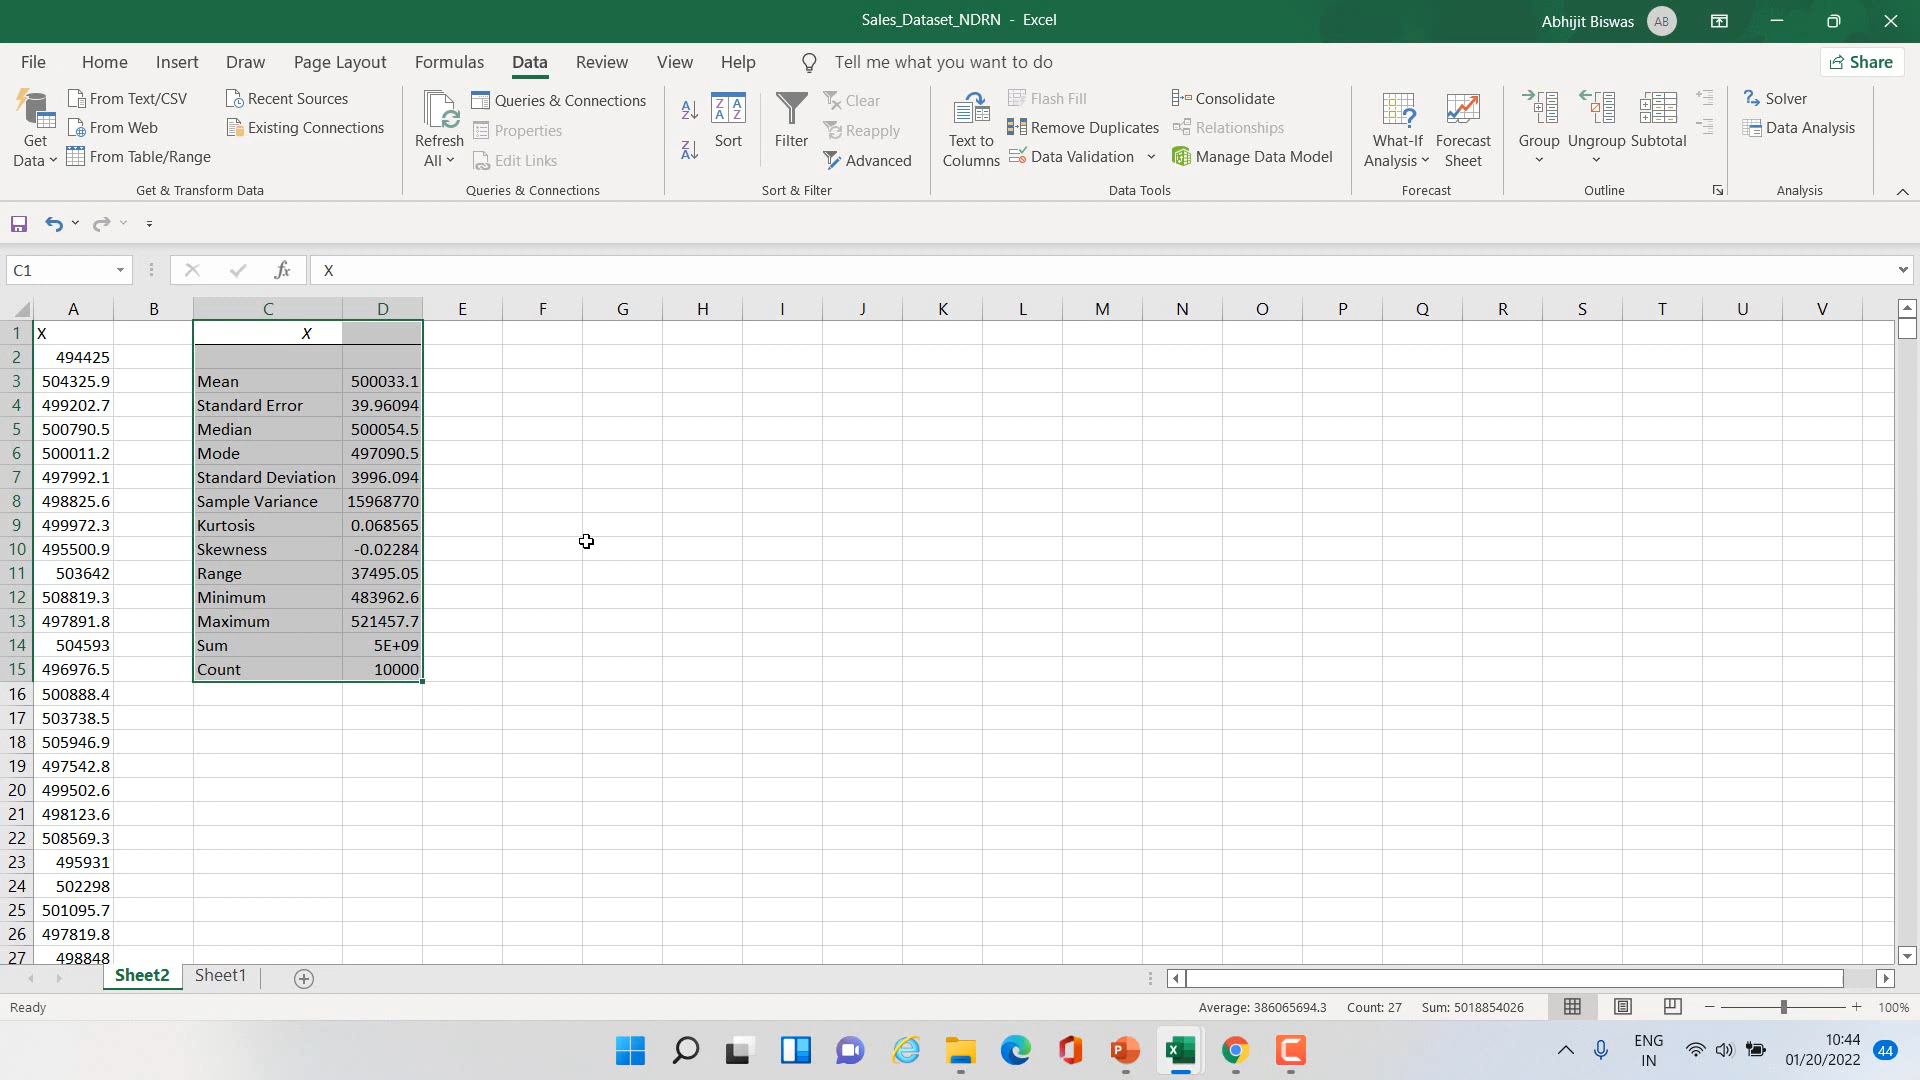 Sales_Dataset_NDRN - Excel
Abhijit Biswas AB
File Home Insert Draw Page Layout Formulas Data Review View Help Tell me what you want to do Share
Get Data
From Text/CSV
From Web
From Table/Range
Recent Sources
Existing Connections
Get & Transform Data
Refresh All
Queries & Connections
Properties
Edit Links
Queries & Connections
Sort
Filter
Clear
Reapply
Advanced
Sort & Filter
Text to Columns
Flash Fill
Remove Duplicates
Data Validation
Consolidate
Relationships
Manage Data Model
Data Tools
What-If Analysis
Forecast Sheet
Forecast
Group
Ungroup
Subtotal
Outline
Solver
Data Analysis
Analysis
C1 fx X
A B C D E F G H I J K L M N O P Q R S T U V
1 X X
2 494425
3 504325.9 Mean 500033.1
4 499202.7 Standard Error 39.96094
5 500790.5 Median 500054.5
6 500011.2 Mode 497090.5
7 497992.1 Standard Deviation 3996.094
8 498825.6 Sample Variance 15968770
9 499972.3 Kurtosis 0.068565
10 495500.9 Skewness -0.02284
11 503642 Range 37495.05
12 508819.3 Minimum 483962.6
13 497891.8 Maximum 521457.7
14 504593 Sum 5E+09
15 496976.5 Count 10000
16 500888.4
17 503738.5
18 505946.9
19 497542.8
20 499502.6
21 498123.6
22 508569.3
23 495931
24 502298
25 501095.7
26 497819.8
27 498848
Sheet2 Sheet1
Ready Average: 386065694.3 Count: 27 Sum: 5018854026 100%
ENG IN
10:44
01/20/2022
44